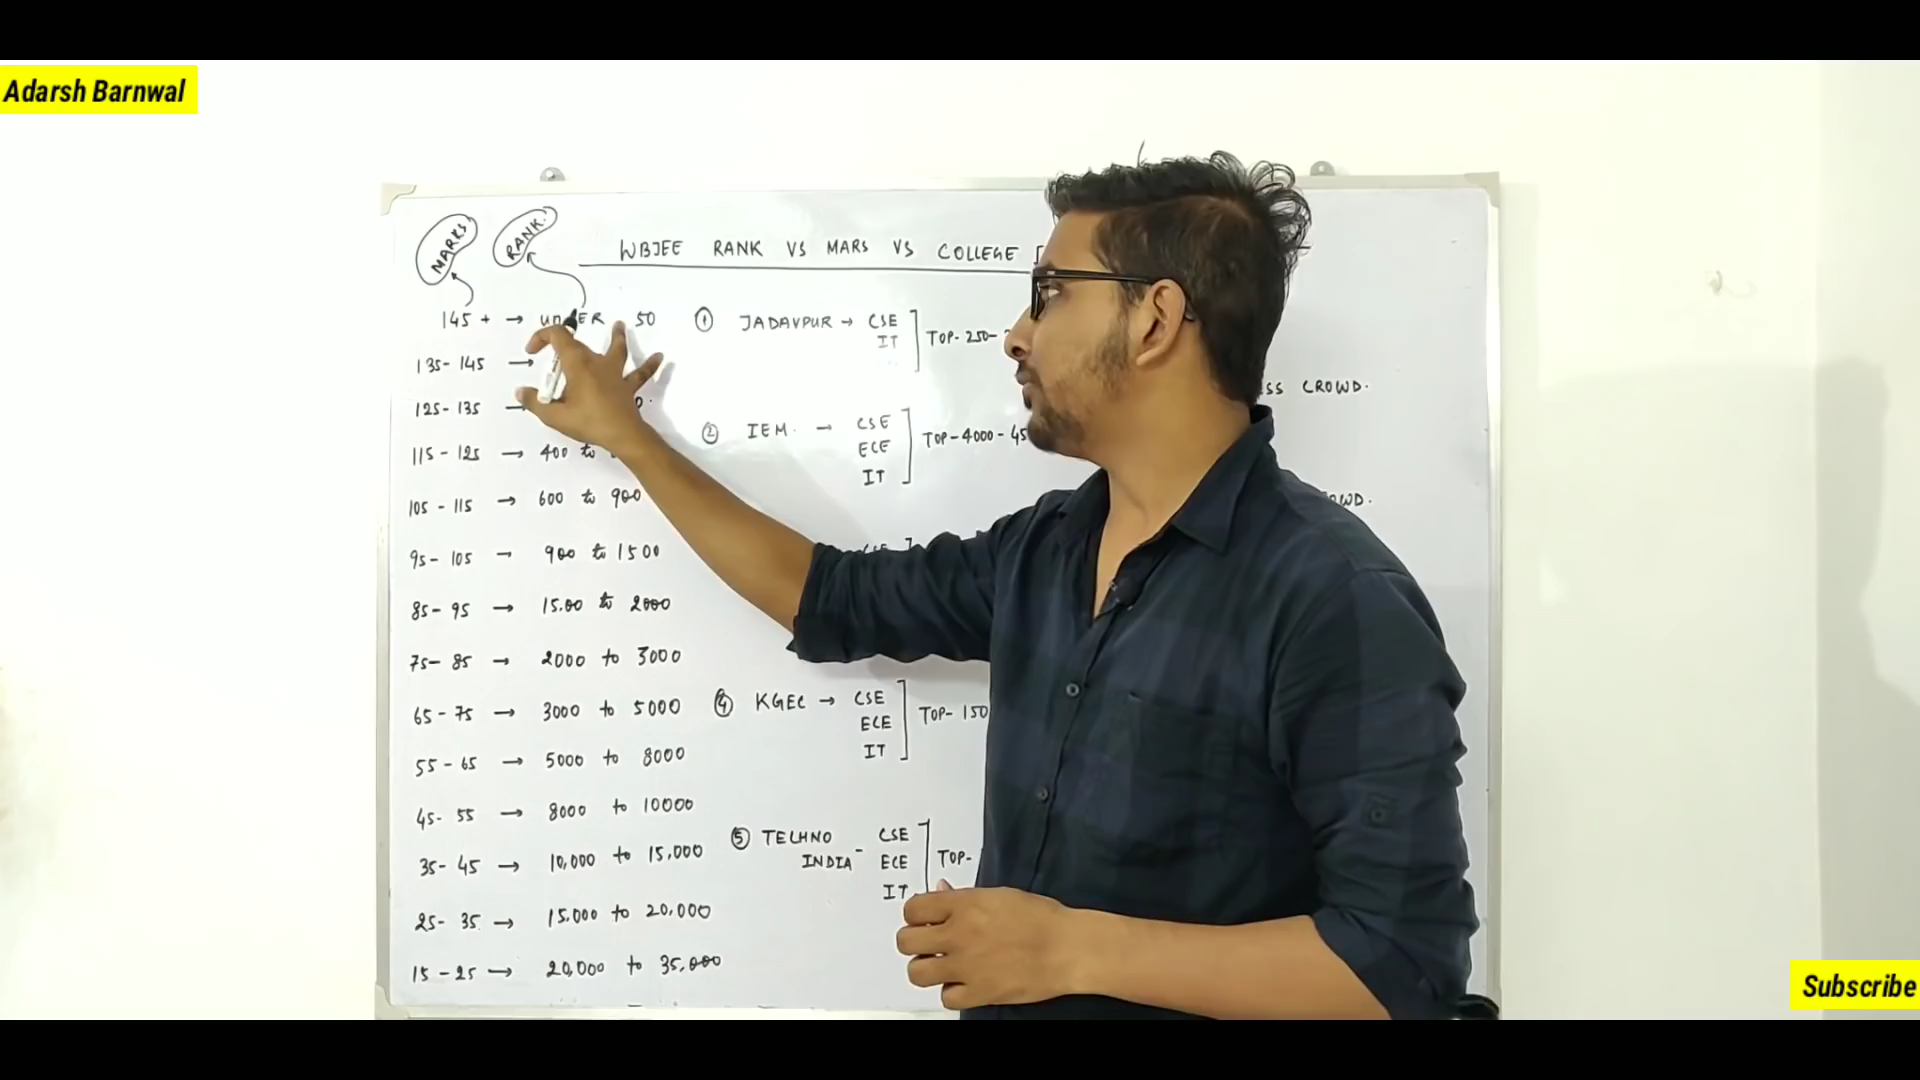 Adarsh Barnwal
MARKS
RANK.
WBJEE RANK VS MARS VS COLLEGE [
145 + → UNDER 50
135 - 145 →
125 - 135 →
115 - 125 → 400 to
105 - 115 → 600 to 900
95 - 105 → 900 to 1500
85 - 95 → 15.00 to 2000
75 - 85 → 2000 to 3000
65 - 75 → 3000 to 5000
55 - 65 → 5000 to 8000
45 - 55 → 8000 to 10000
35 - 45 → 10,000 to 15,000
25 - 35 → 15.000 to 20,000
15 - 25 → 20,000 to 35,000
① JADAVPUR → CSE
IT
TOP- 250-
SS CROWD.
② IEM. → CSE
ECE
IT
TOP - 4000 - 45
④ KGEC → CSE
ECE
IT
TOP- 150
⑤ TECHNO INDIA - CSE
ECE
IT
TOP-
Subscribe